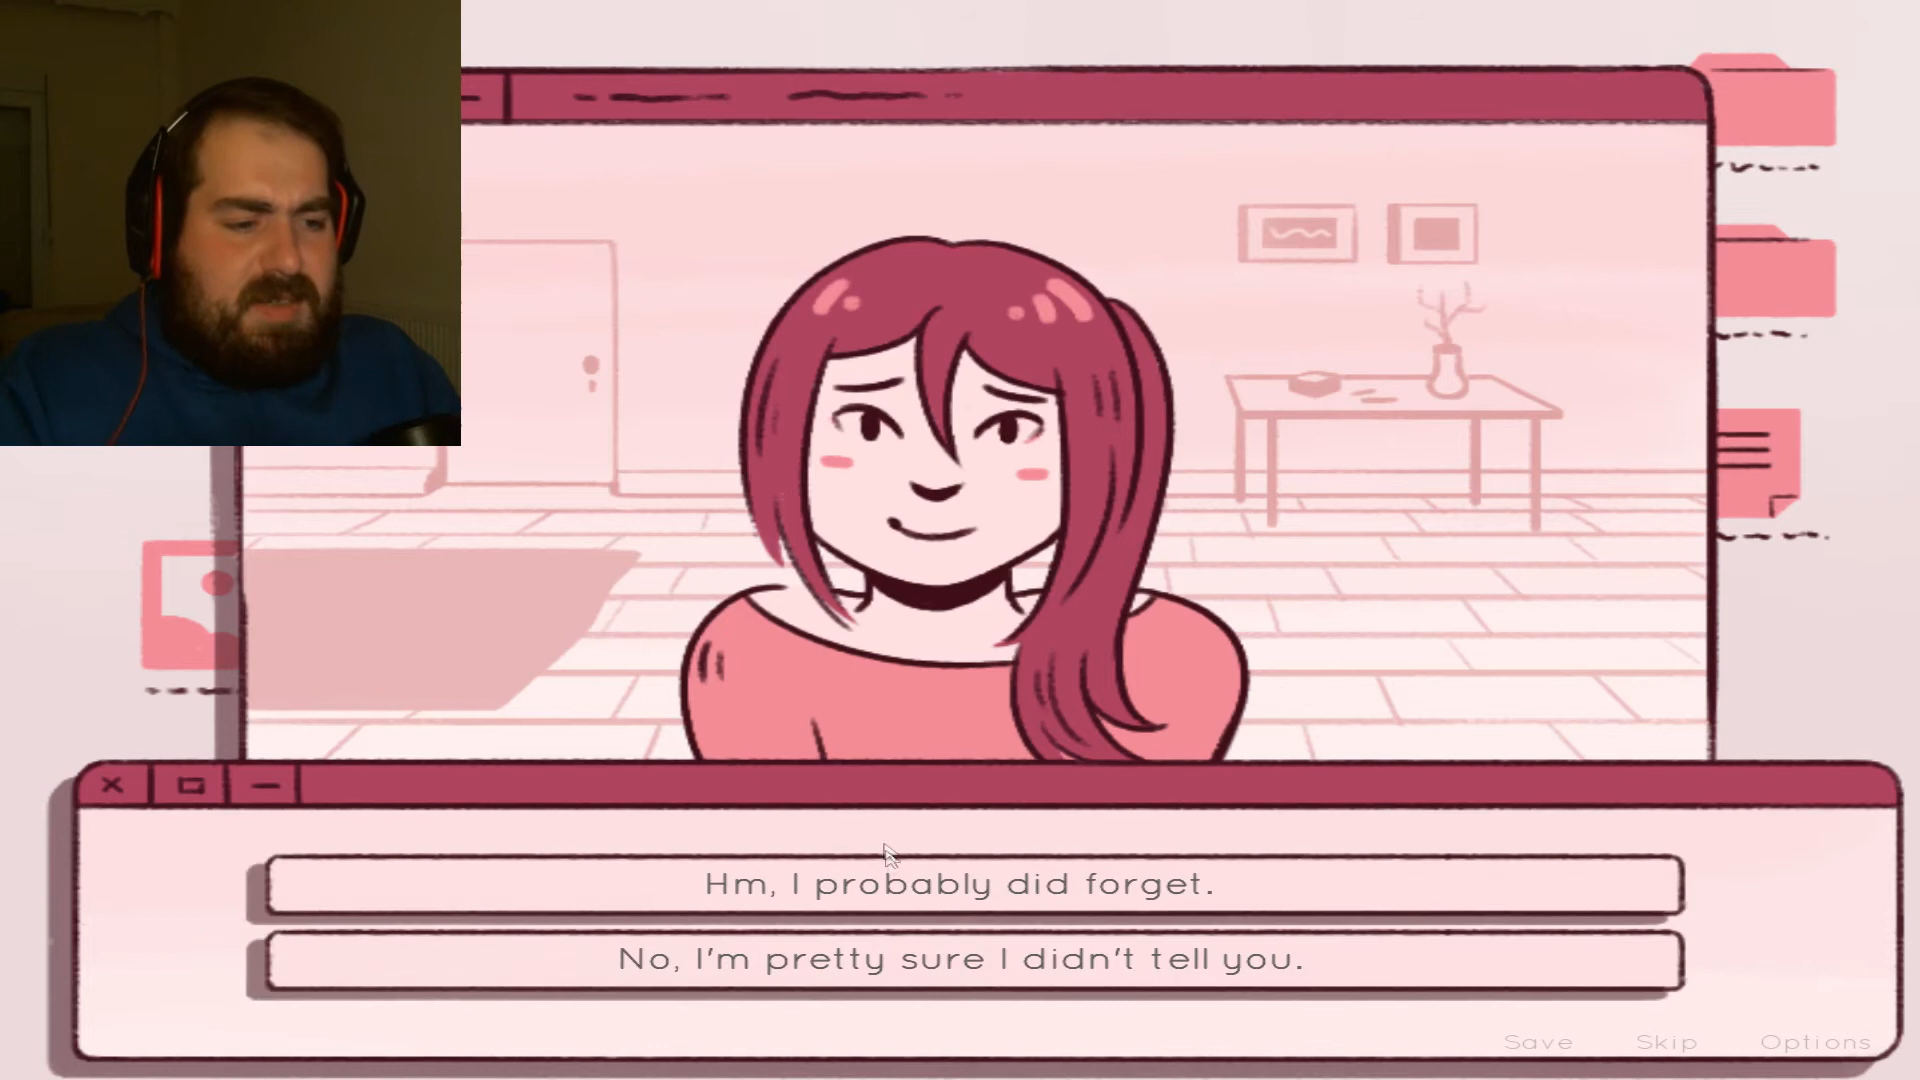 Hm, I probably did forget.
No, I'm pretty sure I didn't tell you.
Save Skip Options